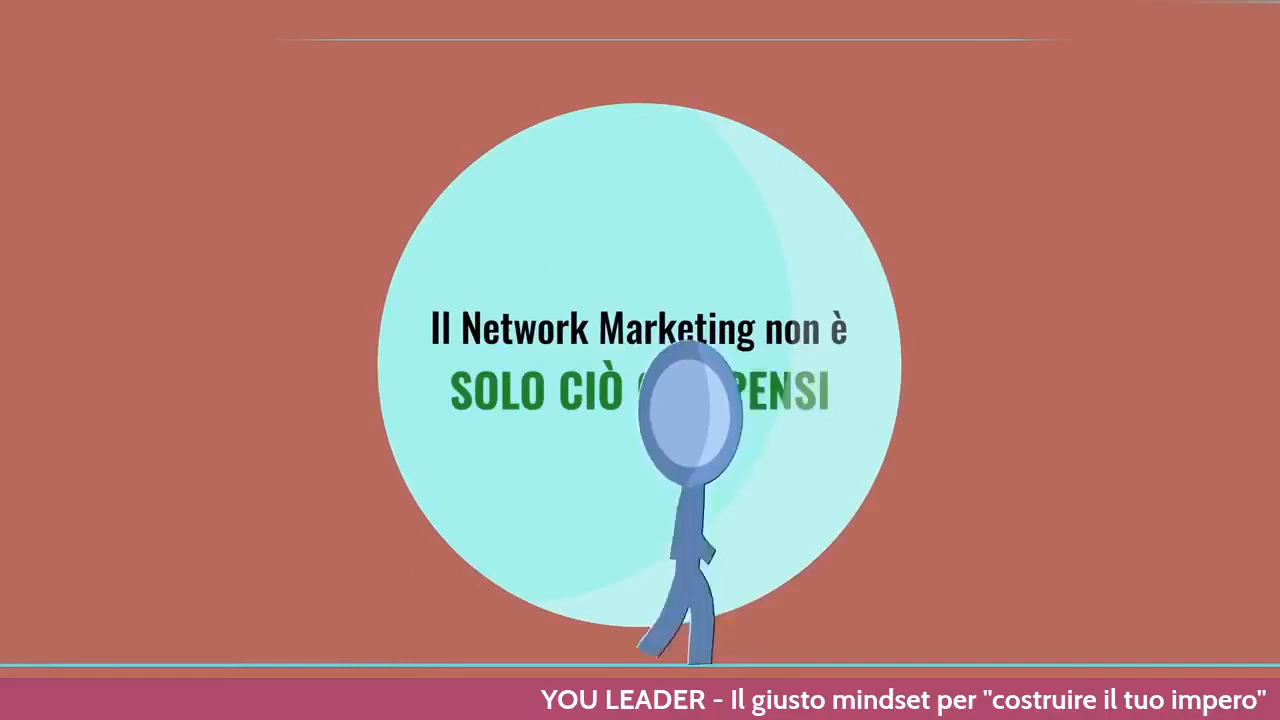 Il Network Marketing non è
SOLO CIÒ PENSI
YOU LEADER - Il giusto mindset per "costruire il tuo impero"